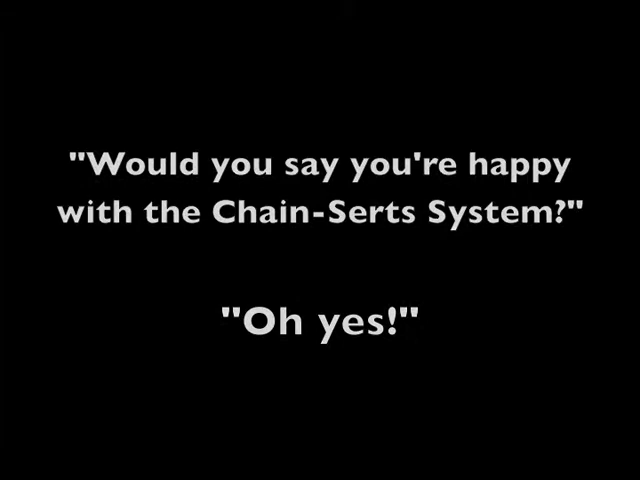 "Would you say you're happy
with the Chain-Serts System?"
"Oh yes!"